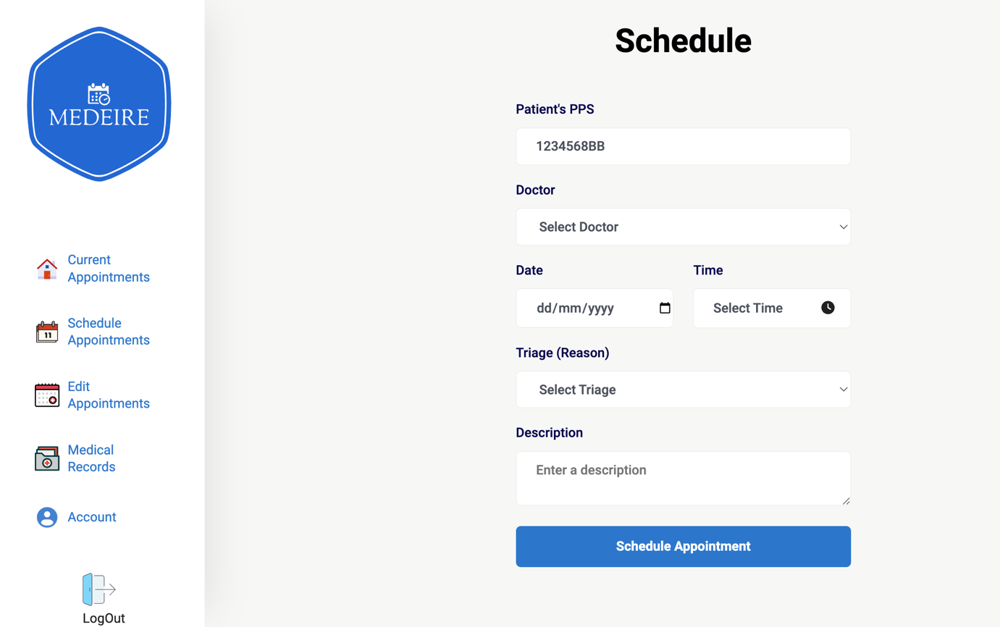 MEDEIRE
Current
Appointments
11
Schedule
Appointments
Edit
Appointments
Medical
Records
Account
LogOut
Schedule
Patient's PPS
1234568BB
Doctor
Select Doctor
Date
Time
dd/mm/yyyy
Select Time
Triage (Reason)
Select Triage
Description
Enter a description
Schedule Appointment